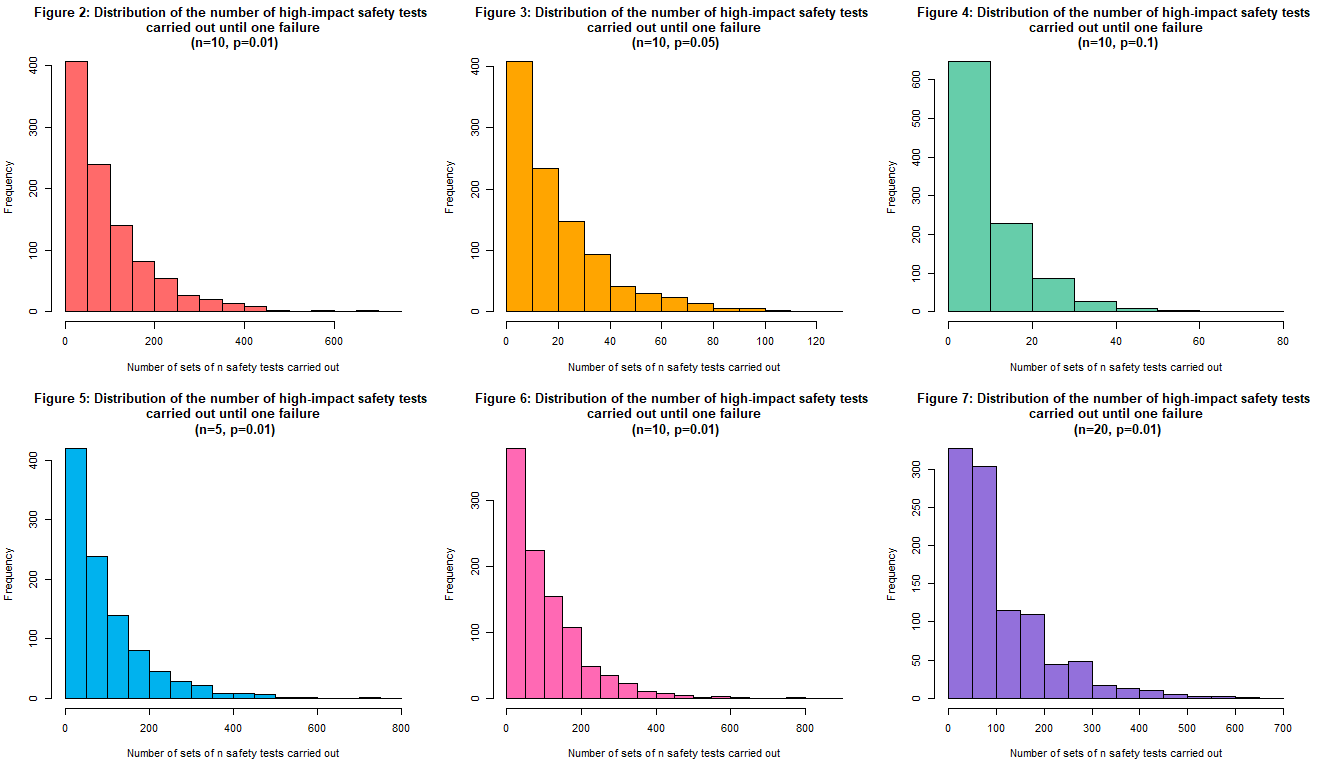 Figure 2: Distribution of the number of high-impact safety tests
carried out until one failure
(n=10, p=0.01)
Frequency
0 100 200 300 400
0 200 400 600
Number of sets of n safety tests carried out
Figure 3: Distribution of the number of high-impact safety tests
carried out until one failure
(n=10, p=0.05)
Frequency
0 100 200 300 400
0 20 40 60 80 100 120
Number of sets of n safety tests carried out
Figure 4: Distribution of the number of high-impact safety tests
carried out until one failure
(n=10, p=0.1)
Frequency
0 100 200 300 400 500 600
0 20 40 60 80
Number of sets of n safety tests carried out
Figure 5: Distribution of the number of high-impact safety tests
carried out until one failure
(n=5, p=0.01)
Frequency
0 100 200 300 400
0 200 400 600 800
Number of sets of n safety tests carried out
Figure 6: Distribution of the number of high-impact safety tests
carried out until one failure
(n=10, p=0.01)
Frequency
0 100 200 300
0 200 400 600 800
Number of sets of n safety tests carried out
Figure 7: Distribution of the number of high-impact safety tests
carried out until one failure
(n=20, p=0.01)
Frequency
0 50 100 150 200 250 300
0 100 200 300 400 500 600 700
Number of sets of n safety tests carried out